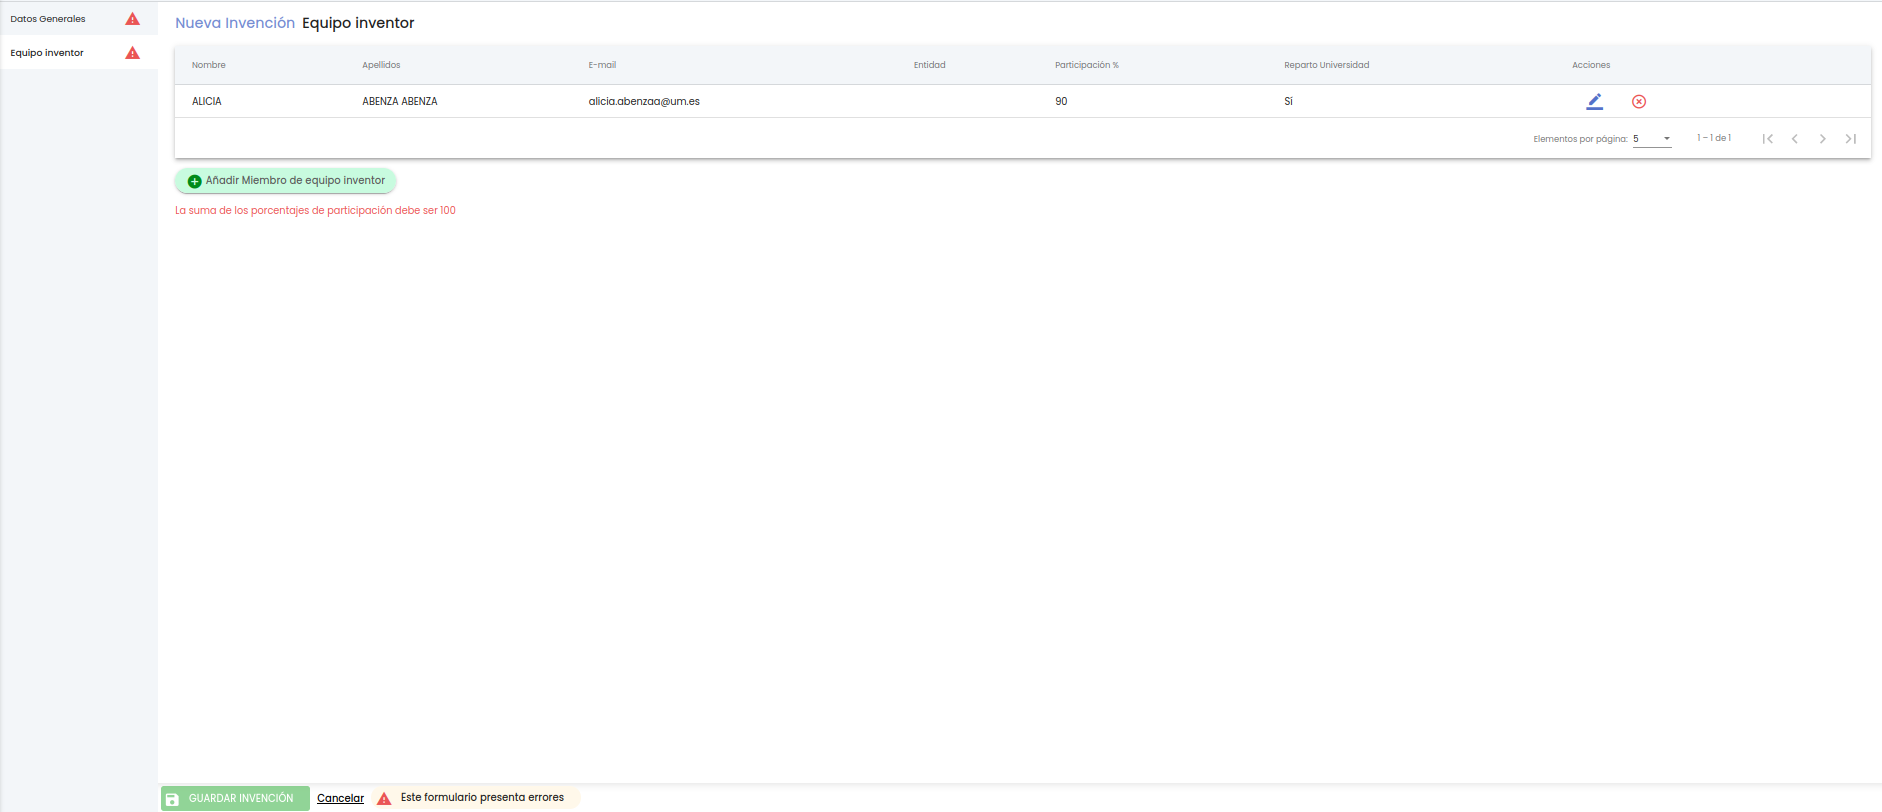 Datos Generales
Equipo inventor
Nueva Invención Equipo inventor
Nombre Apellidos E-mail Entidad Participación % Reparto Universidad Acciones
ALICIA ABENZA ABENZA alicia.abenzaa@um.es 90 Sí
Elementos por página: 5 1 – 1 de 1
Añadir Miembro de equipo inventor
La suma de los porcentajes de participación debe ser 100
GUARDAR INVENCIÓN Cancelar Este formulario presenta errores